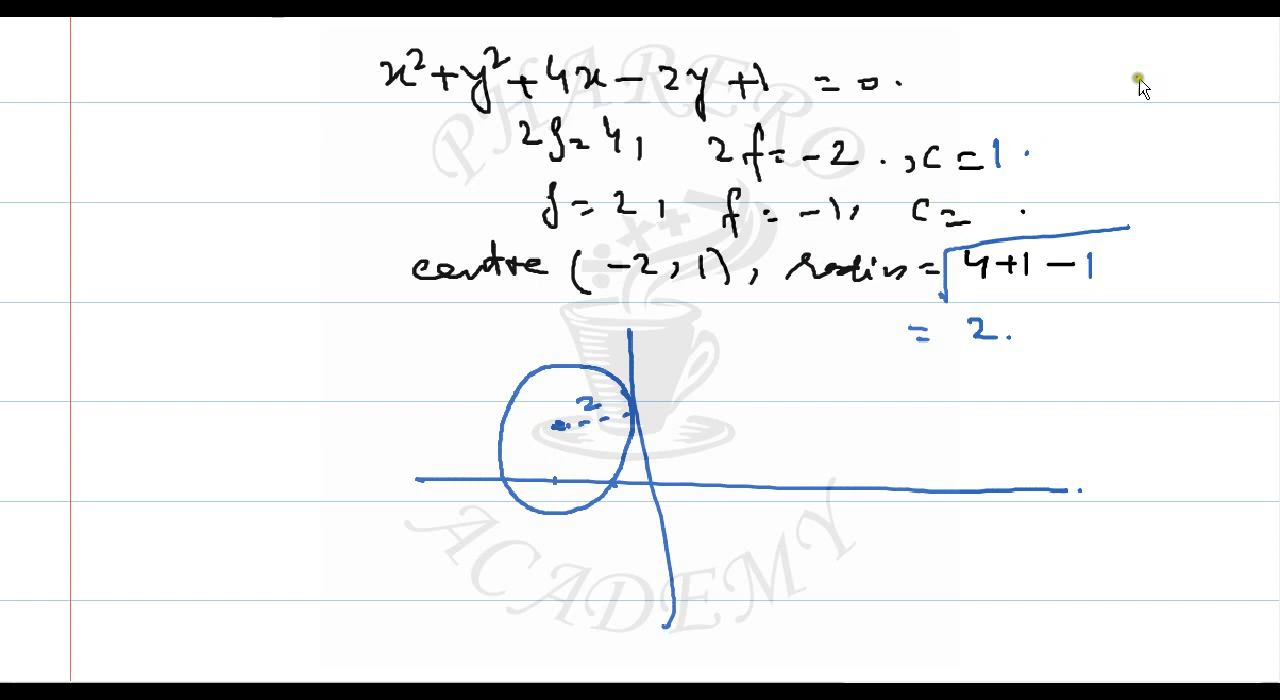 x²+y²+4x-2y+1 = 0.
2g=4, 2f=-2 ., c=1.
g=2, f=-1, c= .
centre (-2,1), radius=√4+1-1
= 2.
2
PHARERO
++
ACADEMY